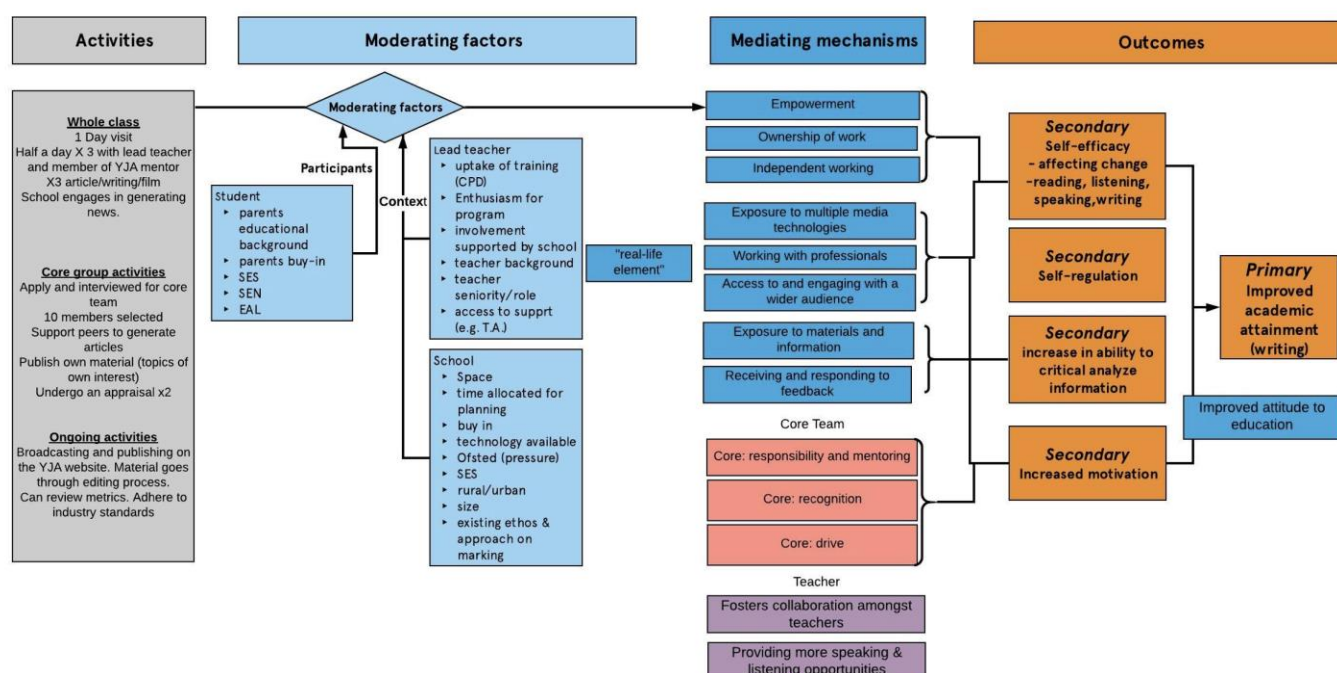 Activities
Moderating factors
Mediating mechanisms
Outcomes
Whole class
1 Day visit
Half a day X 3 with lead teacher
and member of YJA mentor
X3 article/writing/film
School engages in generating
news.
Core group activities
Apply and interviewed for core
team
10 members selected
Support peers to generate
articles
Publish own material (topics of
own interest)
Undergo an appraisal x2
Ongoing activities
Broadcasting and publishing on
the YJA website. Material goes
through editing process.
Can review metrics. Adhere to
industry standards
Moderating factors
Participants
Context
Student
‣ parents
educational
background
‣ parents buy-in
‣ SES
‣ SEN
‣ EAL
Lead teacher
‣ uptake of training
(CPD)
‣ Enthusiasm for
program
‣ involvement
supported by school
‣ teacher background
‣ teacher
seniority/role
‣ access to supprt
(e.g. T.A.)
School
‣ Space
‣ time allocated for
planning
‣ buy in
‣ technology available
‣ Ofsted (pressure)
‣ SES
‣ rural/urban
‣ size
‣ existing ethos &
approach on
marking
"real-life
element"
Empowerment
Ownership of work
Independent working
Exposure to multiple media
technologies
Working with professionals
Access to and engaging with a
wider audience
Exposure to materials and
information
Receiving and responding to
feedback
Core Team
Core: responsibility and mentoring
Core: recognition
Core: drive
Teacher
Fosters collaboration amongst
teachers
Providing more speaking &
listening opportunities
Secondary
Self-efficacy
- affecting change
-reading, listening,
speaking,writing
Secondary
Self-regulation
Secondary
increase in ability to
critical analyze
information
Secondary
Increased motivation
Primary
Improved
academic
attainment
(writing)
Improved attitude to
education